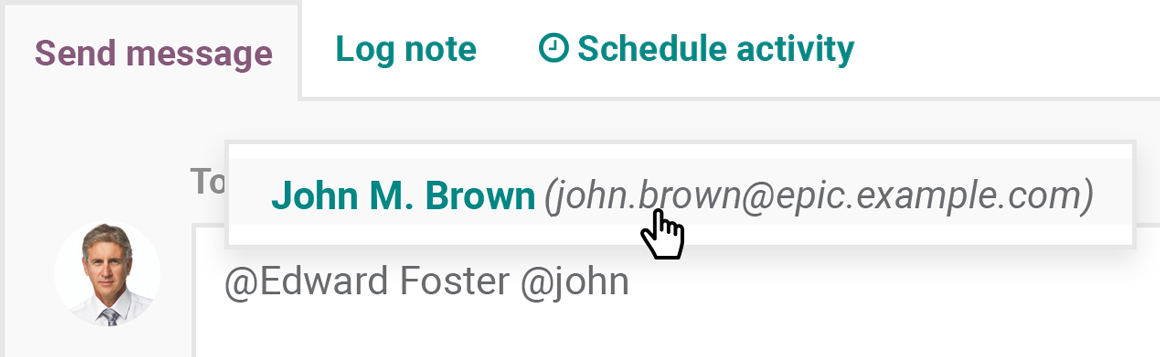 Send message Log note Schedule activity
To
John M. Brown (john.brown@epic.example.com)
@Edward Foster @john